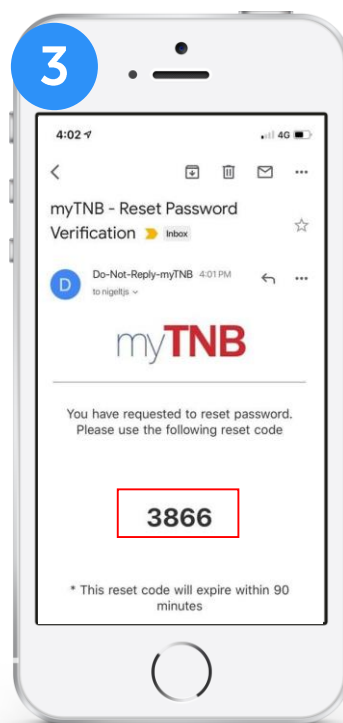 3
4:02
4G
myTNB - Reset Password
Verification Inbox
D
Do-Not-Reply-myTNB 4:01 PM
to nigeltjs
myTNB
You have requested to reset password.
Please use the following reset code
3866
* This reset code will expire within 90
minutes